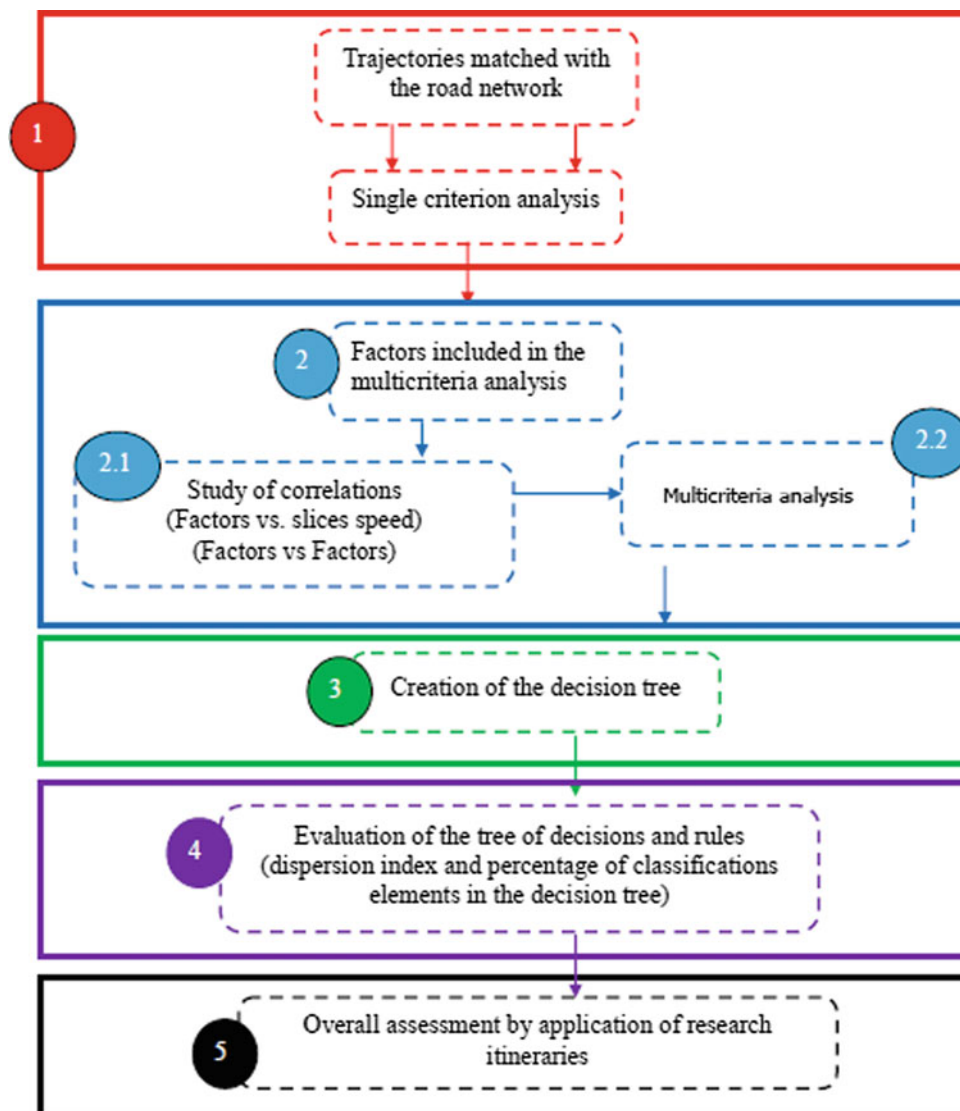 Trajectories matched with
the road network
1
Single criterion analysis
2
Factors included in the
multicriteria analysis
2.1
2.2
Study of correlations
(Factors vs. slices speed)
(Factors vs Factors)
Multicriteria analysis
3
Creation of the decision tree
4
Evaluation of the tree of decisions and rules
(dispersion index and percentage of classifications
elements in the decision tree)
5
Overall assessment by application of research
itineraries